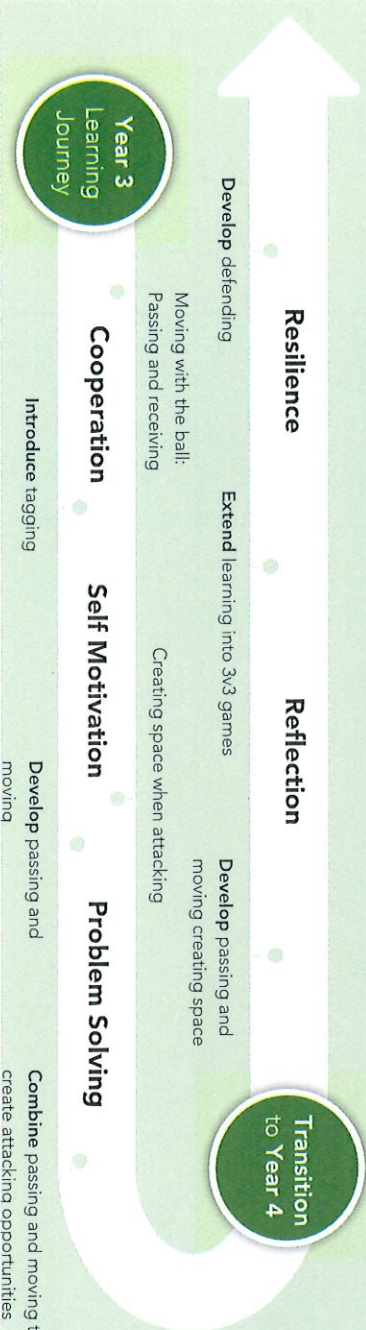 Year 3
Learning
Journey
Moving with the ball:
Passing and receiving
Cooperation
Introduce tagging
Self Motivation
Creating space when attacking
Develop passing and
moving
Problem Solving
Combine passing and moving
create attacking opportunities
Transition
to Year 4
Develop passing and
moving creating space
Reflection
Extend learning into 3v3 games
Resilience
Develop defending